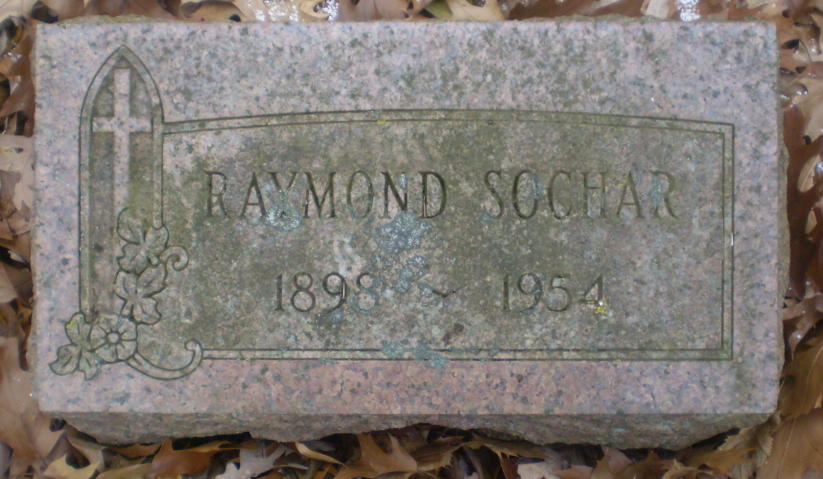 RAYMOND SOCHAR
1898 ~ 1954